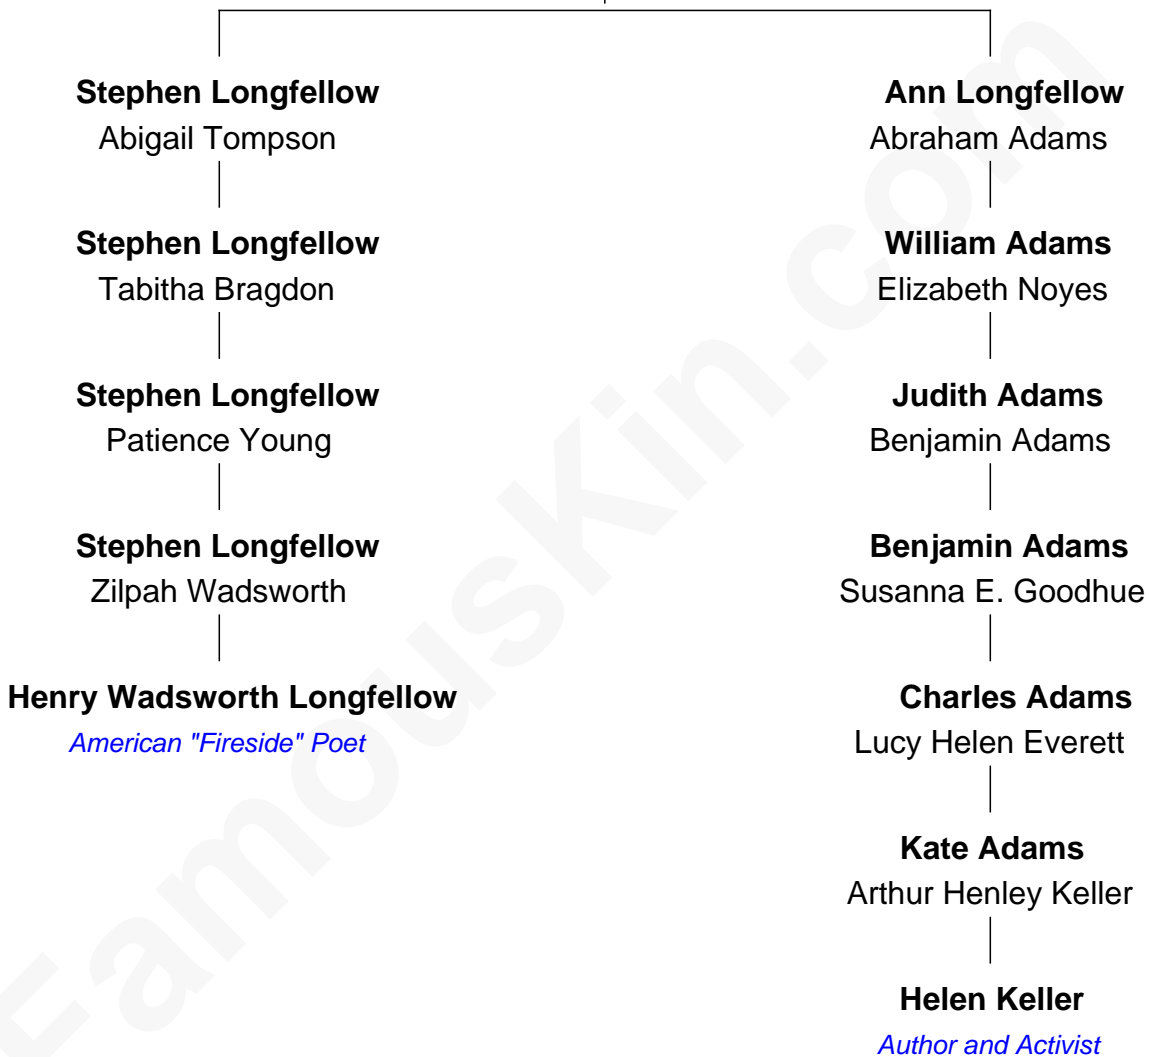 Stephen Longfellow
Abigail Tompson
Stephen Longfellow
Tabitha Bragdon
Stephen Longfellow
Patience Young
Stephen Longfellow
Zilpah Wadsworth
Henry Wadsworth Longfellow
American "Fireside" Poet
Ann Longfellow
Abraham Adams
William Adams
Elizabeth Noyes
Judith Adams
Benjamin Adams
Benjamin Adams
Susanna E. Goodhue
Charles Adams
Lucy Helen Everett
Kate Adams
Arthur Henley Keller
Helen Keller
Author and Activist
FamousKin.com